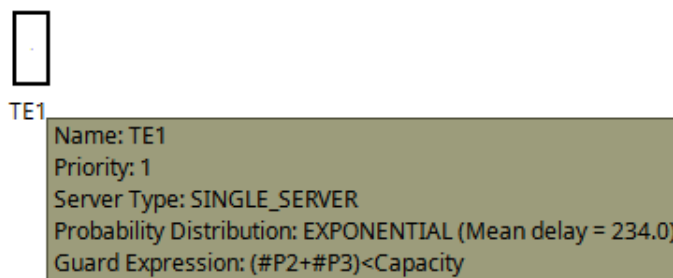 TE1
Name: TE1
Priority: 1
Server Type: SINGLE_SERVER
Probability Distribution: EXPONENTIAL (Mean delay = 234.0)
Guard Expression: (#P2+#P3)<Capacity